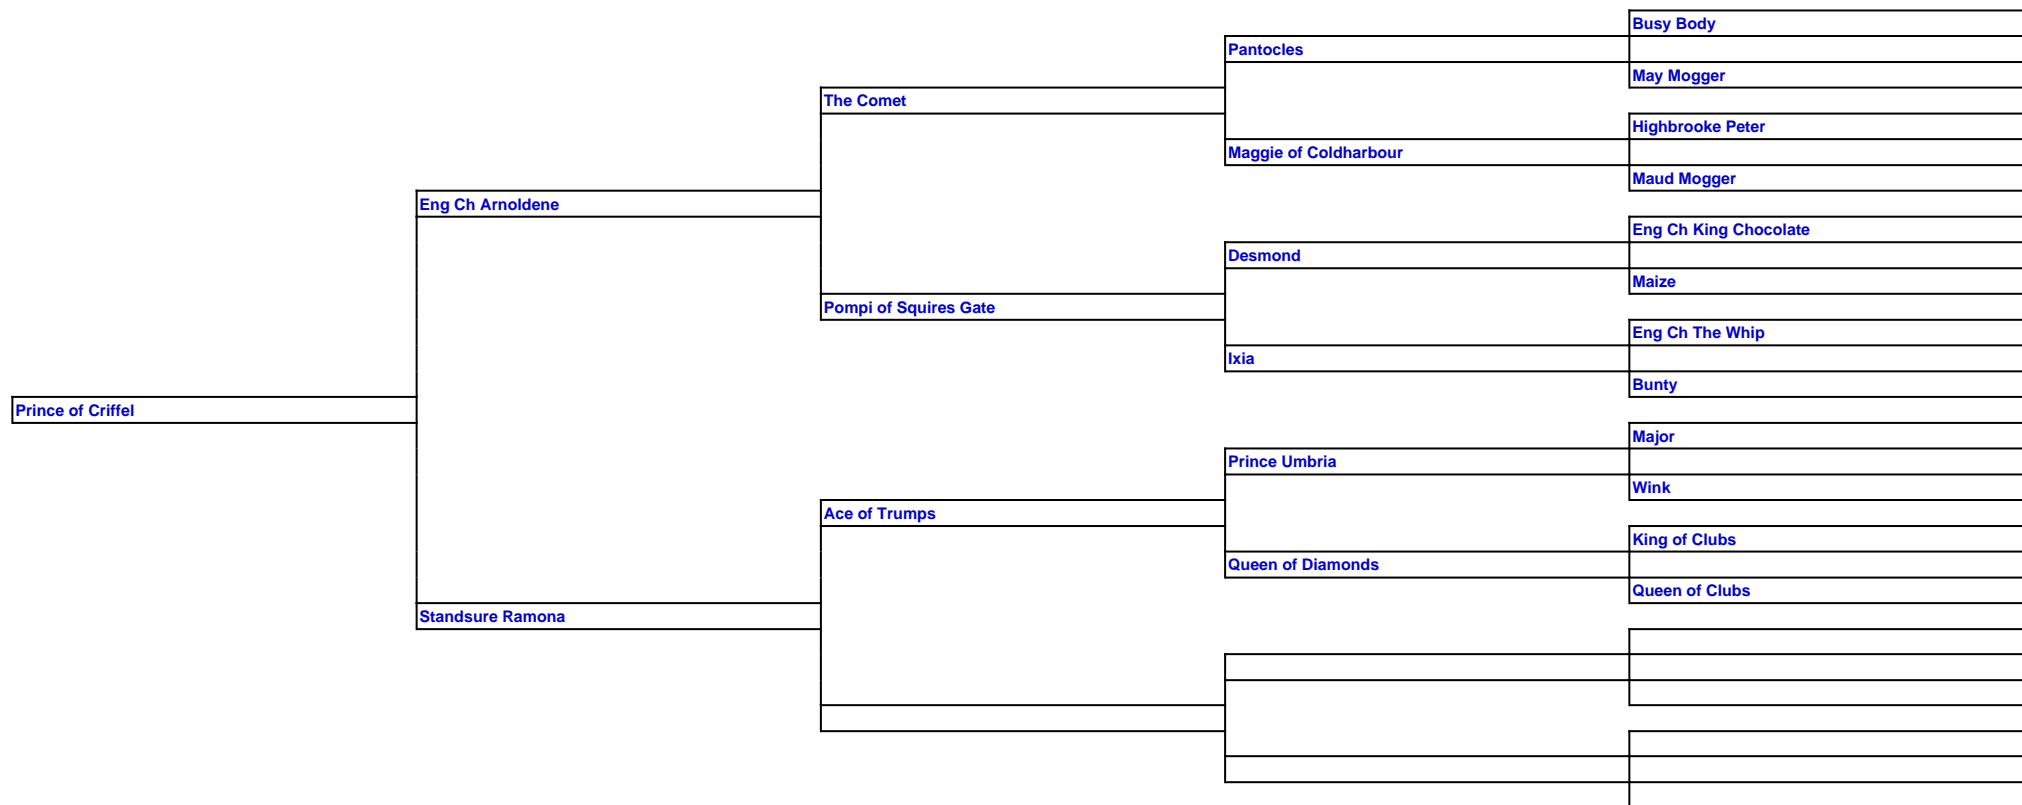 Busy Body
Pantocles
May Mogger
The Comet
Highbrooke Peter
Maggie of Coldharbour
Maud Mogger
Eng Ch Arnoldene
Eng Ch King Chocolate
Desmond
Maize
Pompi of Squires Gate
Eng Ch The Whip
Ixia
Bunty
Prince of Criffel
Major
Prince Umbria
Wink
Ace of Trumps
King of Clubs
Queen of Diamonds
Queen of Clubs
Standsure Ramona